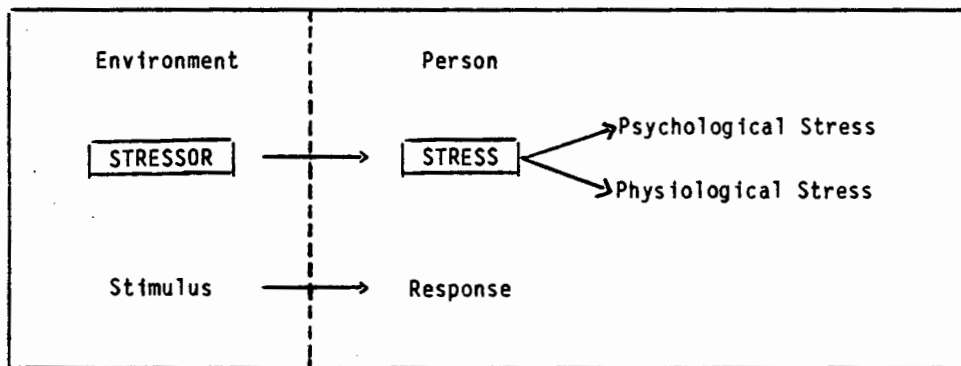 Environment Person
Psychological Stress
STRESSOR STRESS
Physiological Stress
Stimulus Response